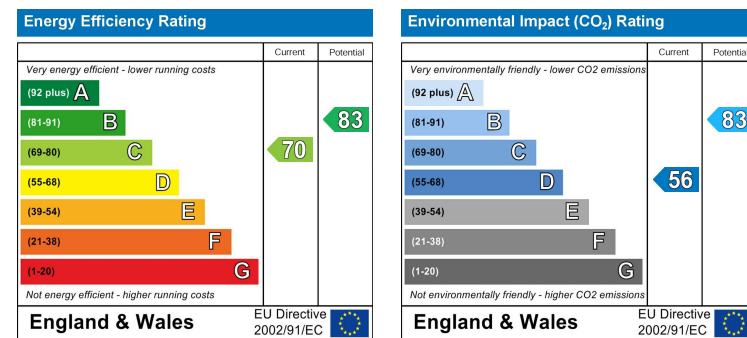 Energy Efficiency Rating
Current Potential
Very energy efficient - lower running costs
(92 plus) A
(81-91) B
83
(69-80) C
70
(55-68) D
(39-54) E
(21-38) F
(1-20) G
Not energy efficient - higher running costs
England & Wales
EU Directive
2002/91/EC
Environmental Impact (CO₂) Rating
Current Potential
Very environmentally friendly - lower CO2 emissions
(92 plus) A
(81-91) B
83
(69-80) C
(55-68) D
56
(39-54) E
(21-38) F
(1-20) G
Not environmentally friendly - higher CO2 emissions
England & Wales
EU Directive
2002/91/EC